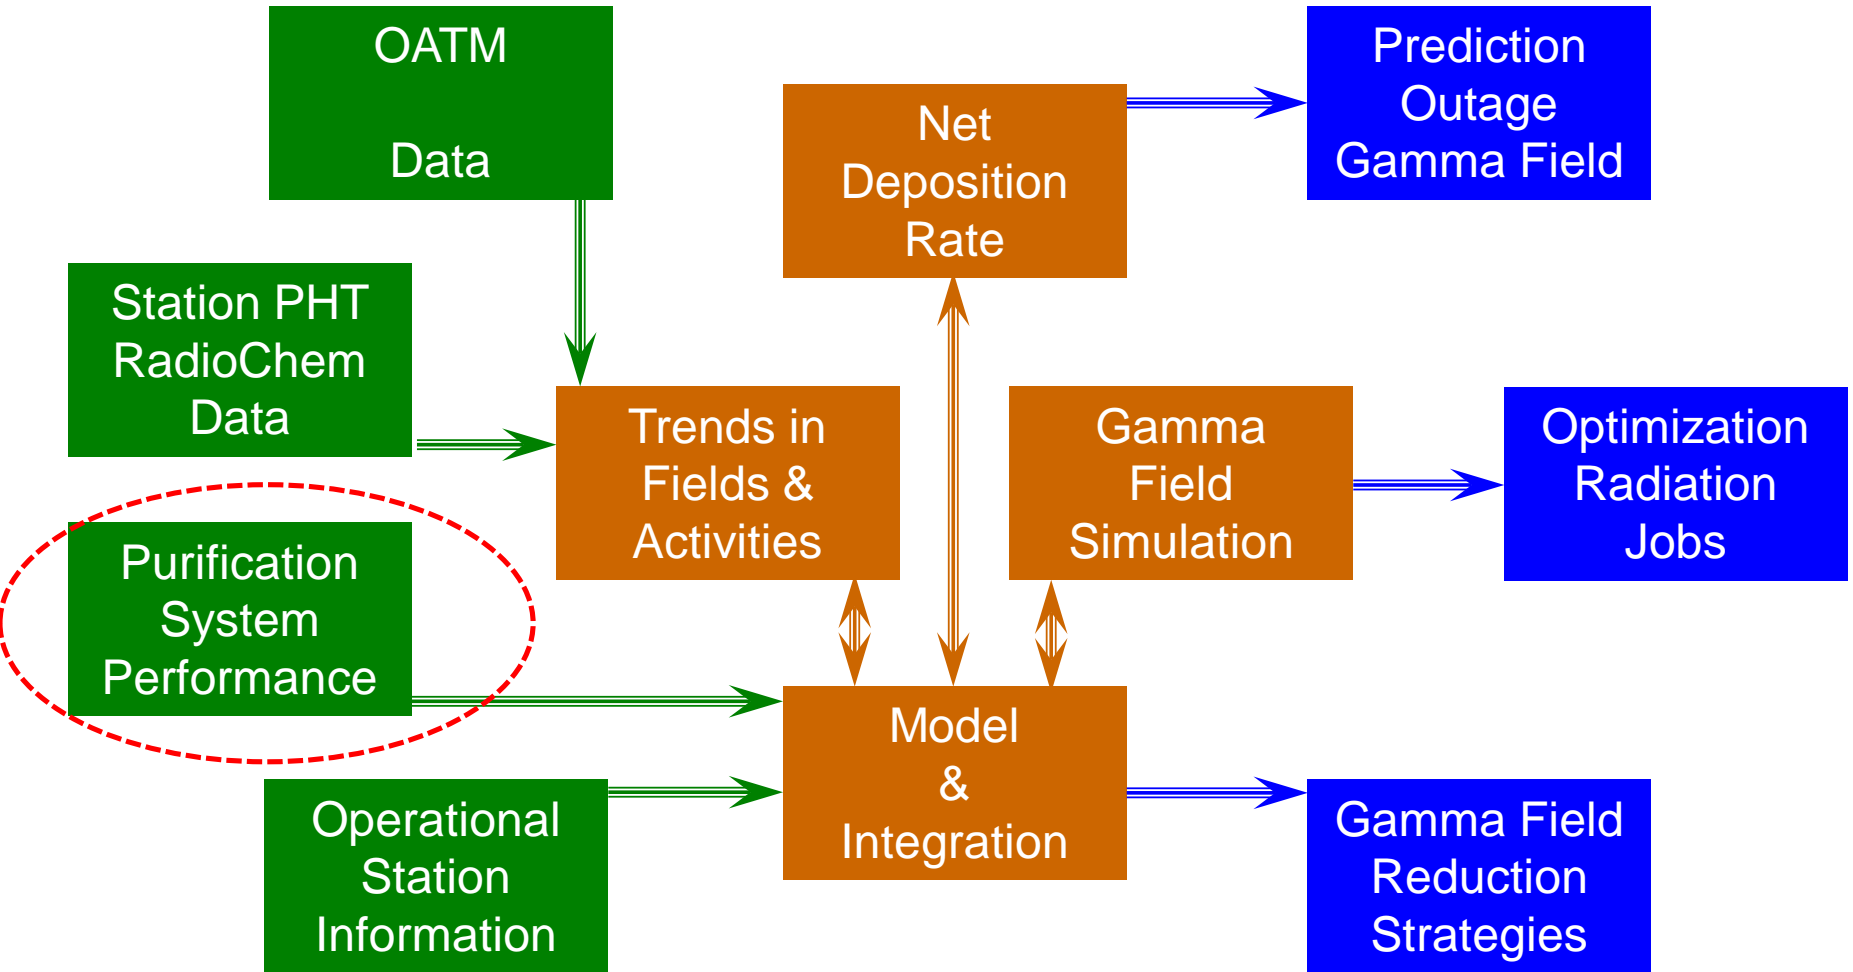 OATM
Data
Prediction
Outage
Gamma Field
Net
Deposition
Rate
Station PHT
RadioChem
Data
Trends in
Fields &
Activities
Gamma
Field
Simulation
Optimization
Radiation
Jobs
Purification
System
Performance
Model
&
Integration
Operational
Station
Information
Gamma Field
Reduction
Strategies